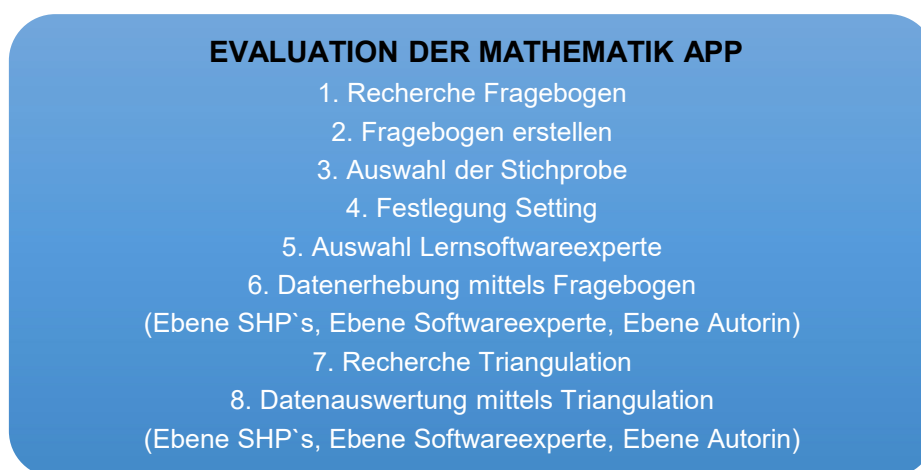 EVALUATION DER MATHEMATIK APP
1. Recherche Fragebogen
2. Fragebogen erstellen
3. Auswahl der Stichprobe
4. Festlegung Setting
5. Auswahl Lernsoftwareexperte
6. Datenerhebung mittels Fragebogen
(Ebene SHP`s, Ebene Softwareexperte, Ebene Autorin)
7. Recherche Triangulation
8. Datenauswertung mittels Triangulation
(Ebene SHP`s, Ebene Softwareexperte, Ebene Autorin)